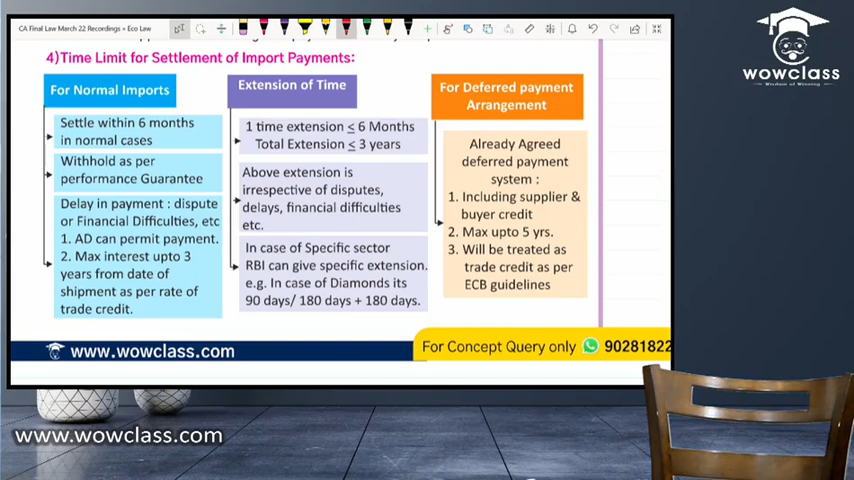 CA Final Law March 22 Recordings + Eco Law
4)Time Limit for Settlement of Import Payments:
For Normal Imports
Settle within 6 months
in normal cases
Withhold as per
performance Guarantee
Delay in payment : dispute
or Financial Difficulties, etc
1. AD can permit payment.
2. Max interest upto 3
years from date of
shipment as per rate of
trade credit.
Extension of Time
1 time extension ≤ 6 Months
Total Extension ≤ 3 years
Above extension is
irrespective of disputes,
delays, financial difficulties
etc.
In case of Specific sector
RBI can give specific extension.
e.g. In case of Diamonds its
90 days/ 180 days + 180 days.
For Deferred payment
Arrangement
Already Agreed
deferred payment
system :
1. Including supplier &
buyer credit
2. Max upto 5 yrs.
3. Will be treated as
trade credit as per
ECB guidelines
www.wowclass.com
For Concept Query only 90281822
wowclass
Wisdom of Winning
www.wowclass.com